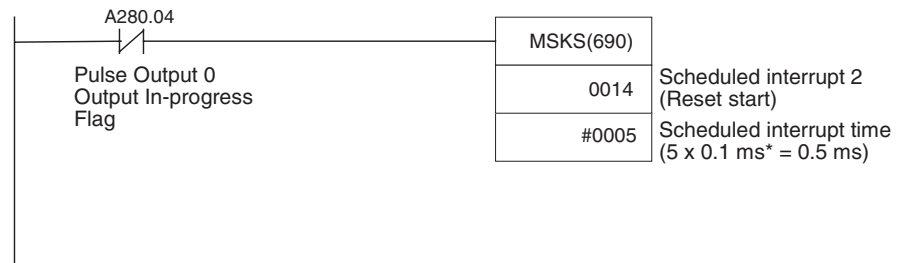 A280.04
Pulse Output 0
Output In-progress
Flag
MSKS(690)
0014
Scheduled interrupt 2
(Reset start)
#0005
Scheduled interrupt time
(5 x 0.1 ms* = 0.5 ms)